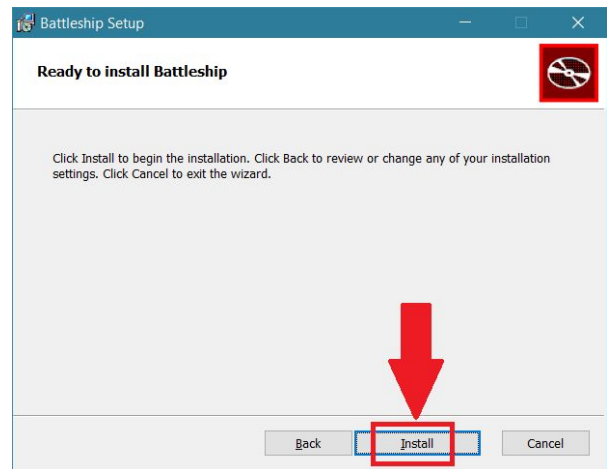 Battleship Setup
Ready to install Battleship
Click Install to begin the installation. Click Back to review or change any of your installation
settings. Click Cancel to exit the wizard.
Back Install Cancel